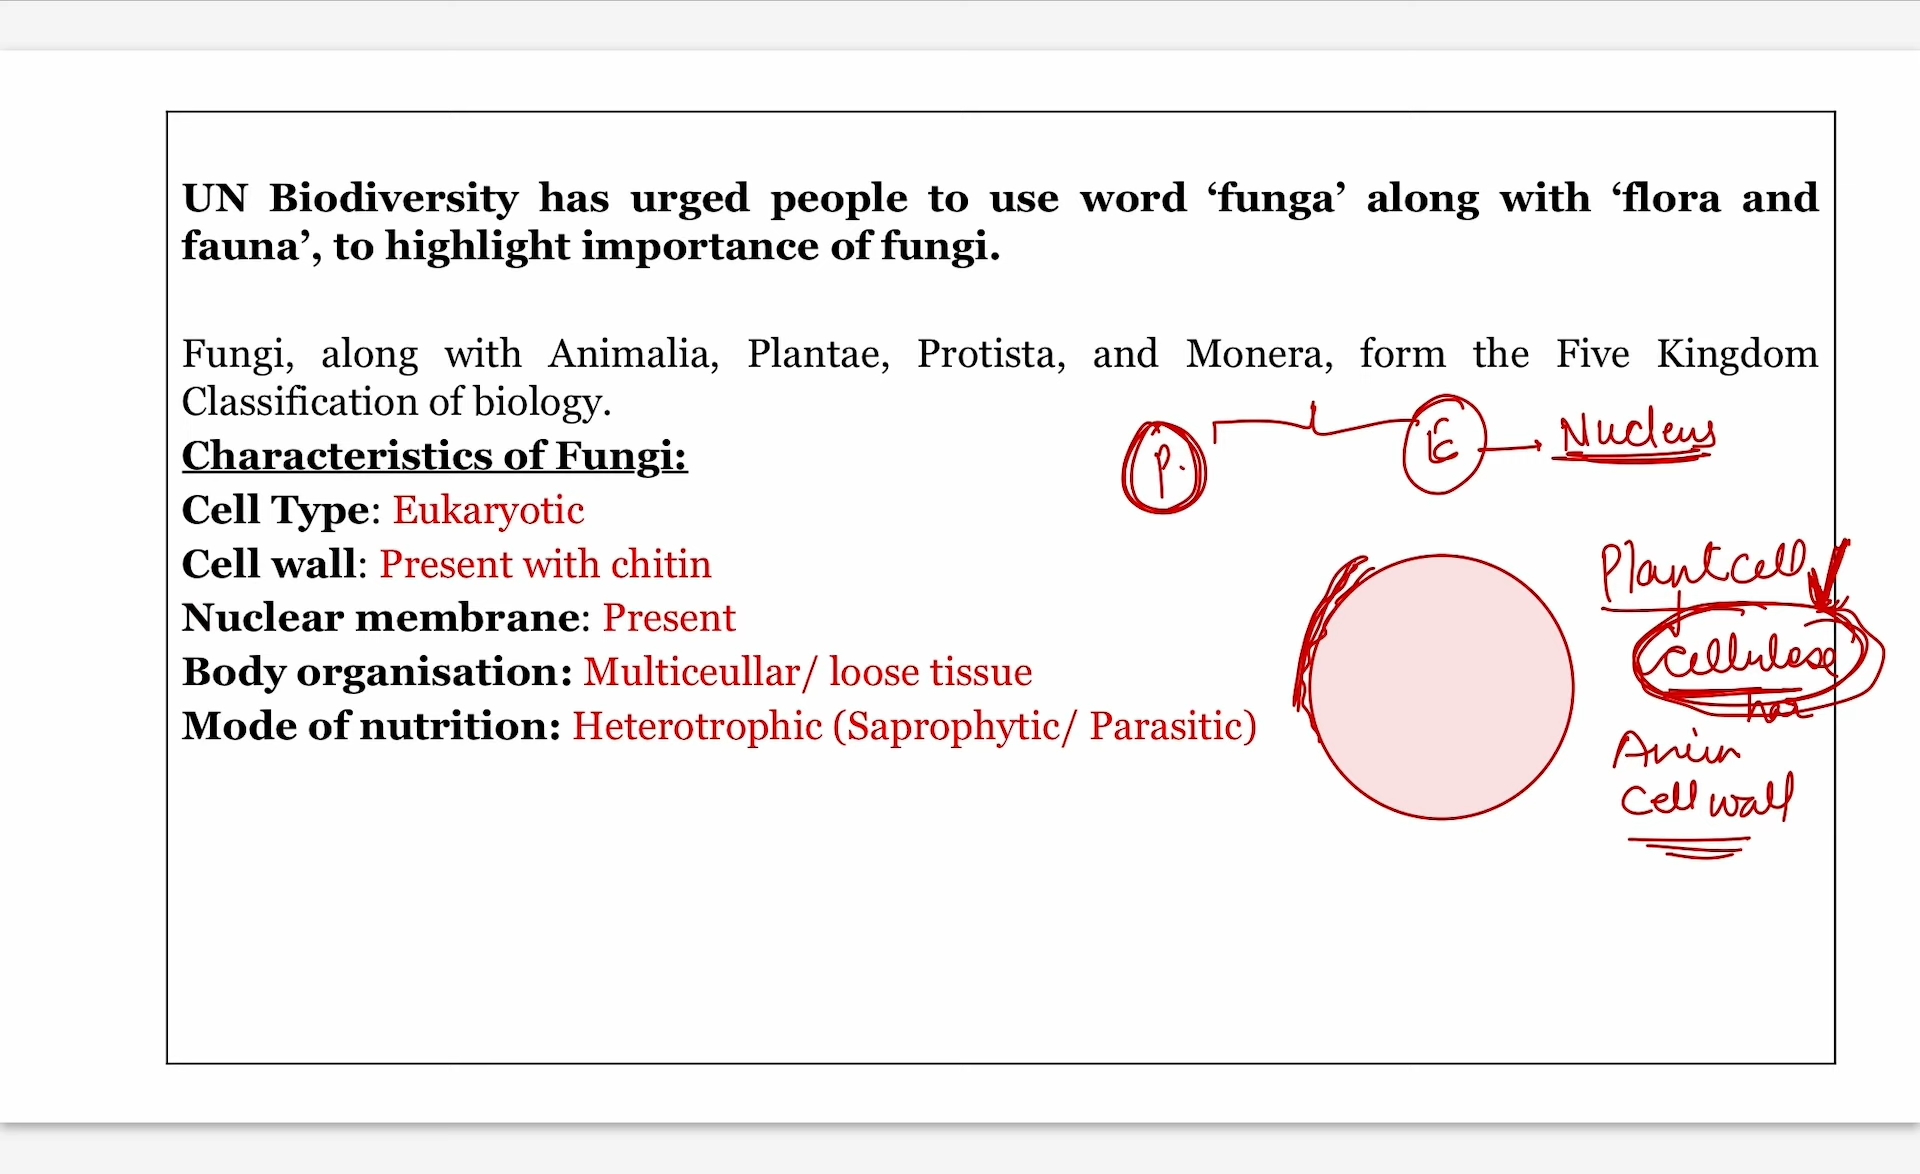 UN Biodiversity has urged people to use word ‘funga’ along with ‘flora and
fauna’, to highlight importance of fungi.
Fungi, along with Animalia, Plantae, Protista, and Monera, form the Five Kingdom
Classification of biology.
Characteristics of Fungi:
Cell Type: Eukaryotic
Cell wall: Present with chitin
Nuclear membrane: Present
Body organisation: Multiceullar/ loose tissue
Mode of nutrition: Heterotrophic (Saprophytic/ Parasitic)
P. E Nucleus
Plant cell
cellulose
Anim
Cell wall